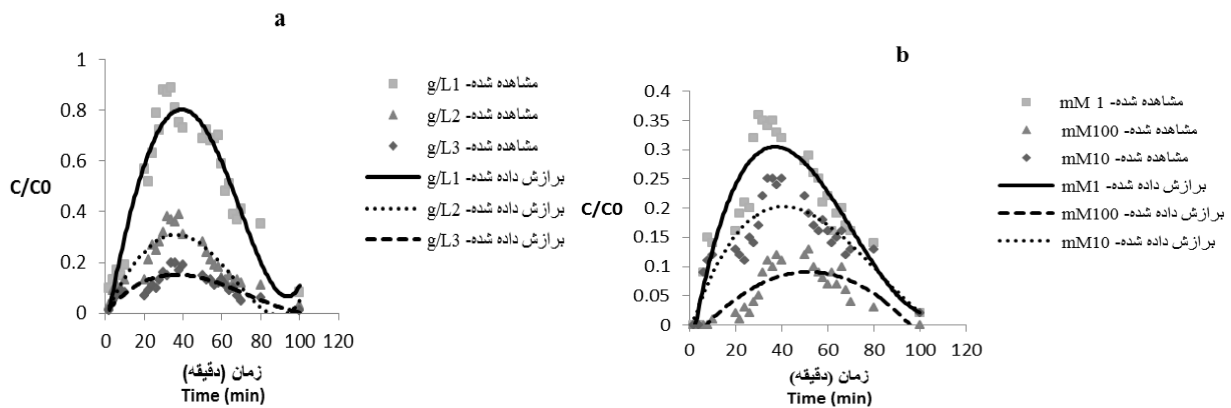 a
1
0.8
0.6
0.4
0.2
0
C/C0
0 20 40 60 80 100 120
زمان (دقیقه)
Time (min)
مشاهده شده- g/L1
مشاهده شده- g/L2
مشاهده شده- g/L3
برازش داده شده- g/L1
برازش داده شده- g/L2
برازش داده شده- g/L3
b
0.4
0.35
0.3
0.25
0.2
0.15
0.1
0.05
0
C/C0
0 20 40 60 80 100 120
زمان (دقیقه)
Time (min)
مشاهده شده- mM 1
مشاهده شده- mM100
مشاهده شده- mM10
برازش داده شده- mM1
برازش داده شده- mM100
برازش داده شده- mM10